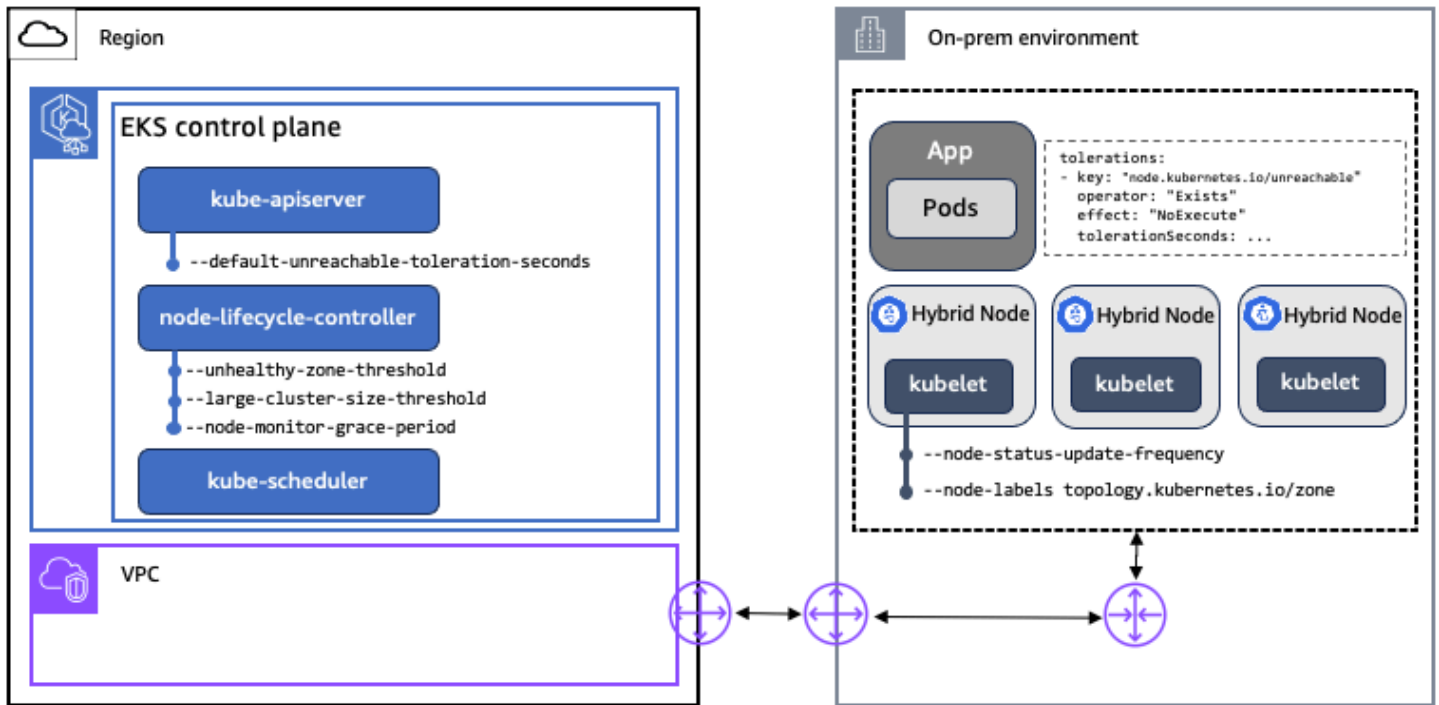 Region
EKS control plane
kube-apiserver
--default-unreachable-toleration-seconds
node-lifecycle-controller
--unhealthy-zone-threshold
--large-cluster-size-threshold
--node-monitor-grace-period
kube-scheduler
VPC
On-prem environment
App
Pods
tolerations:
- key: "node.kubernetes.io/unreachable"
operator: "Exists"
effect: "NoExecute"
tolerationSeconds: ...
Hybrid Node
kubelet
Hybrid Node
kubelet
Hybrid Node
kubelet
--node-status-update-frequency
--node-labels topology.kubernetes.io/zone